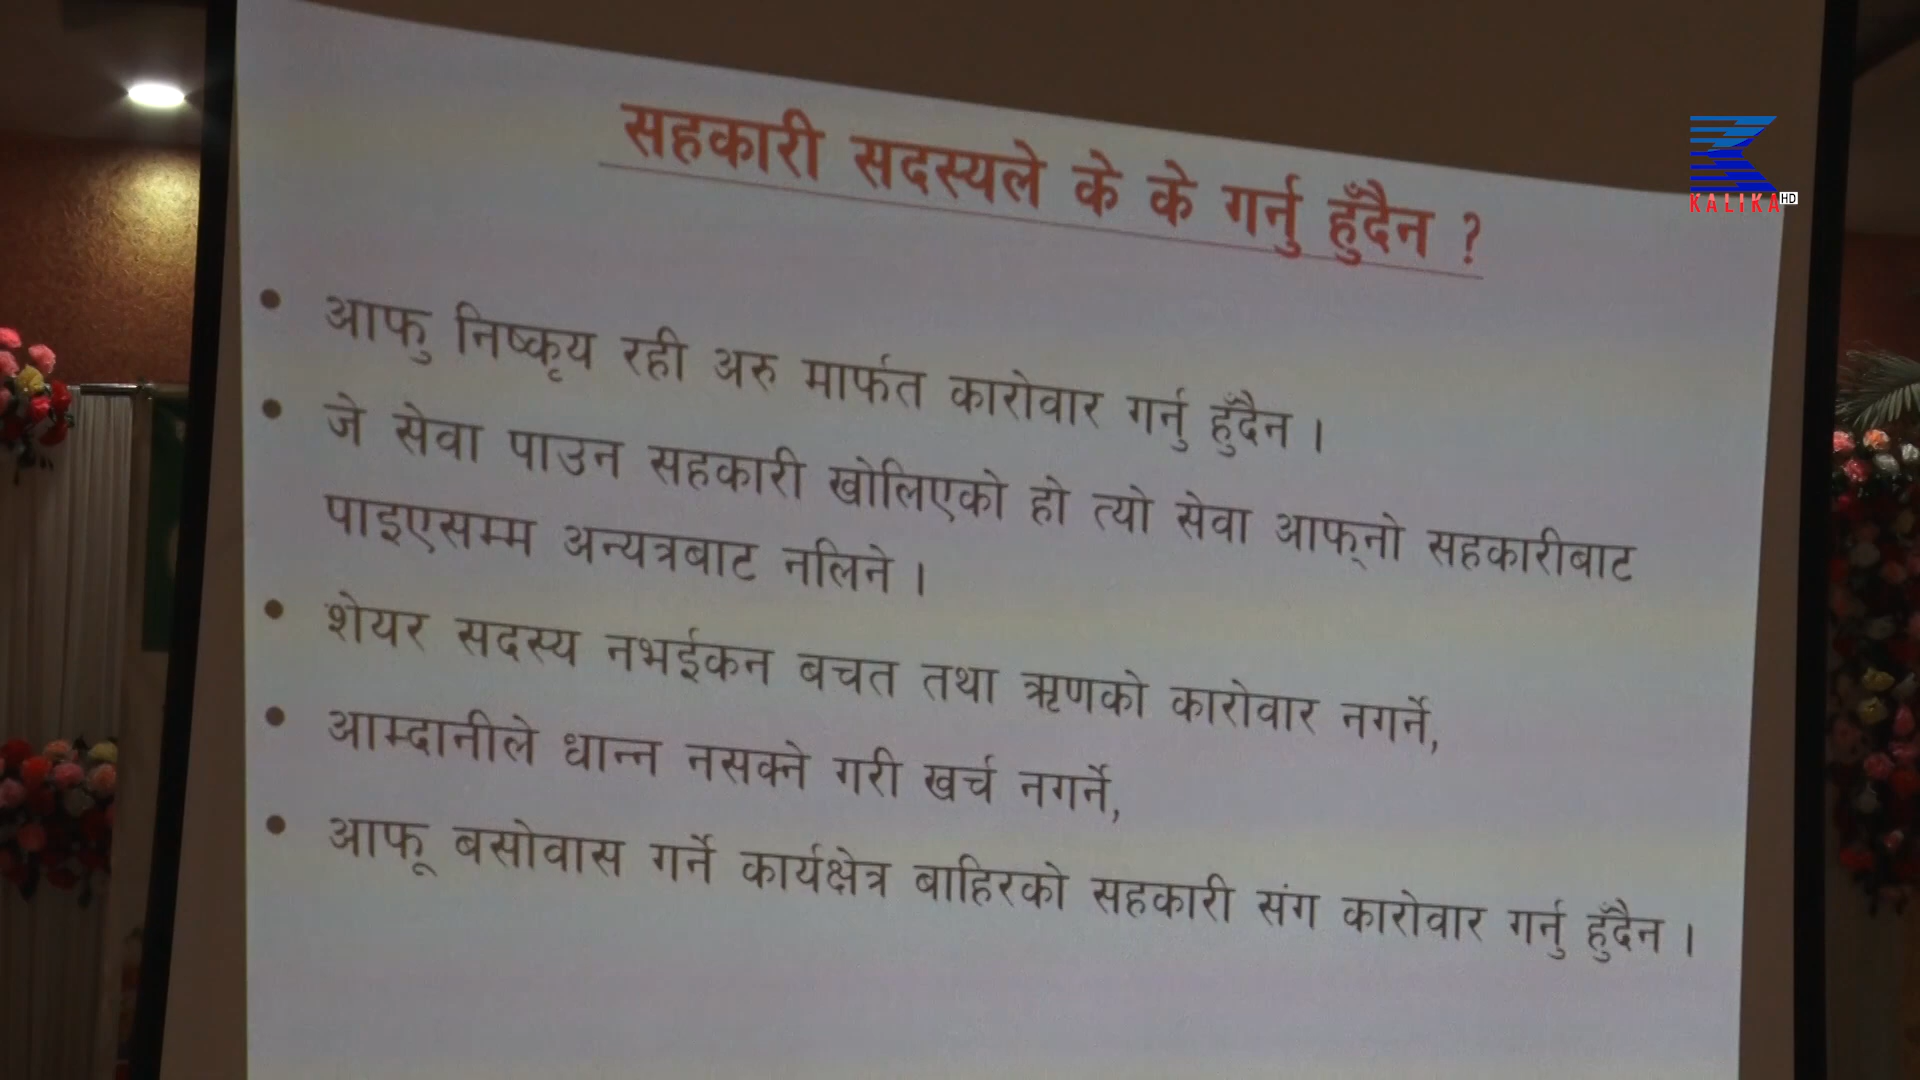 सहकारी सदस्यले के के गर्नु हुँदैन ?
KALIKA HD
• आफु निष्कृय रही अरु मार्फत कारोवार गर्नु हुँदैन ।
• जे सेवा पाउन सहकारी खोलिएको हो त्यो सेवा आफ्‌नो सहकारीबाट
पाइएसम्म अन्यत्रबाट नलिने ।
• शेयर सदस्य नभईकन बचत तथा ऋणको कारोवार नगर्ने,
• आम्दानीले धान्न नसक्ने गरी खर्च नगर्ने,
• आफू बसोवास गर्ने कार्यक्षेत्र बाहिरको सहकारी संग कारोवार गर्नु हुँदैन ।